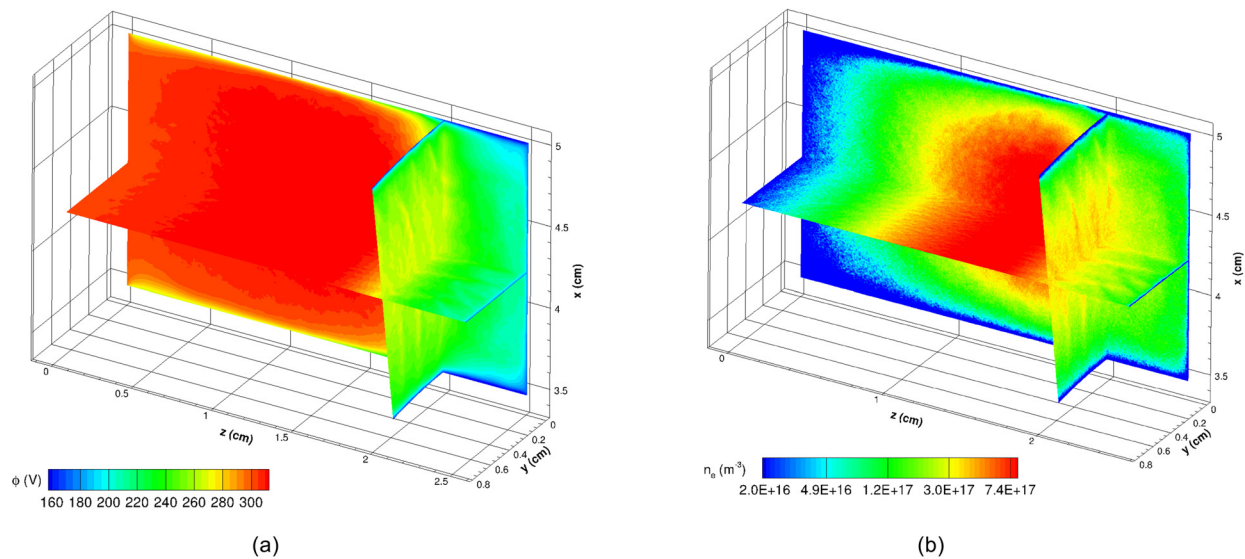 5
4.5
4
3.5
x (cm)
0
0.5
1
1.5
2
2.5
z (cm)
0
0.2
0.4
0.6
0.8
y (cm)
ϕ (V)
160 180 200 220 240 260 280 300
(a)
5
4.5
4
3.5
x (cm)
0
1
2
z (cm)
0
0.2
0.4
0.6
0.8
y (cm)
nₑ (m⁻³)
2.0E+16 4.9E+16 1.2E+17 3.0E+17 7.4E+17
(b)